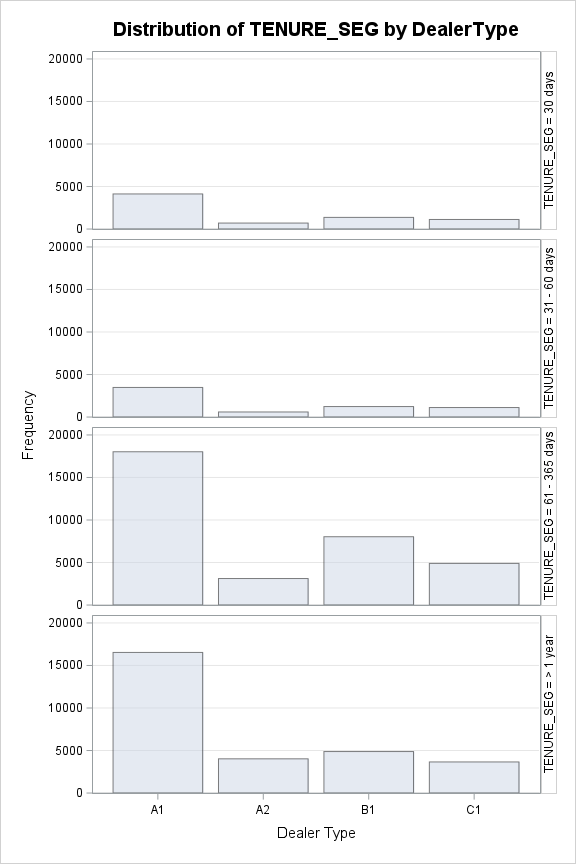 Distribution of TENURE_SEG by DealerType
20000
15000
10000
5000
0
TENURE_SEG = 30 days
20000
15000
10000
5000
0
TENURE_SEG = 31 - 60 days
Frequency
20000
15000
10000
5000
0
TENURE_SEG = 61 - 365 days
20000
15000
10000
5000
0
TENURE_SEG = > 1 year
A1 A2 B1 C1
Dealer Type